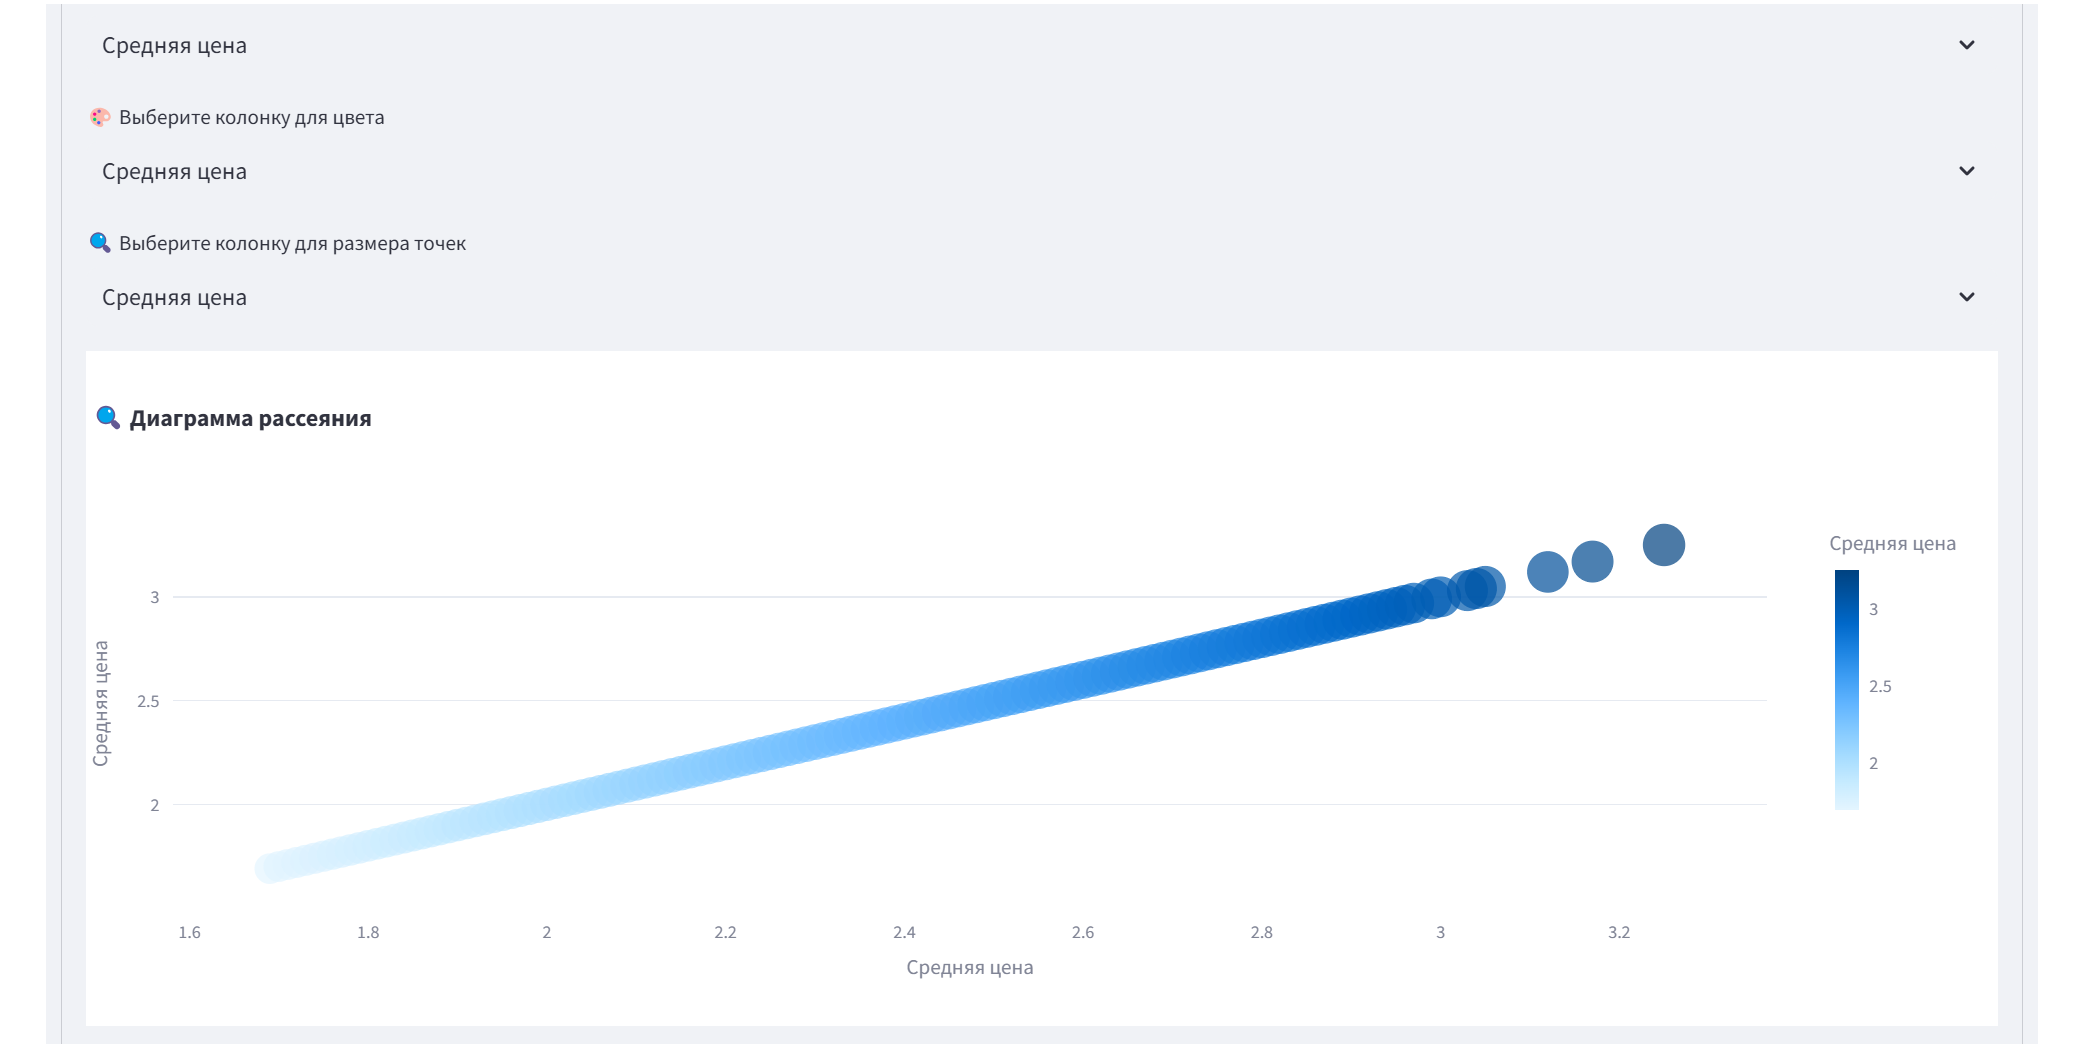 Средняя цена
🎨 Выберите колонку для цвета
Средняя цена
🔍 Выберите колонку для размера точек
Средняя цена
🔍 Диаграмма рассеяния
Средняя цена
3
2.5
2
Средняя цена
3
2.5
2
1.6 1.8 2 2.2 2.4 2.6 2.8 3 3.2
Средняя цена